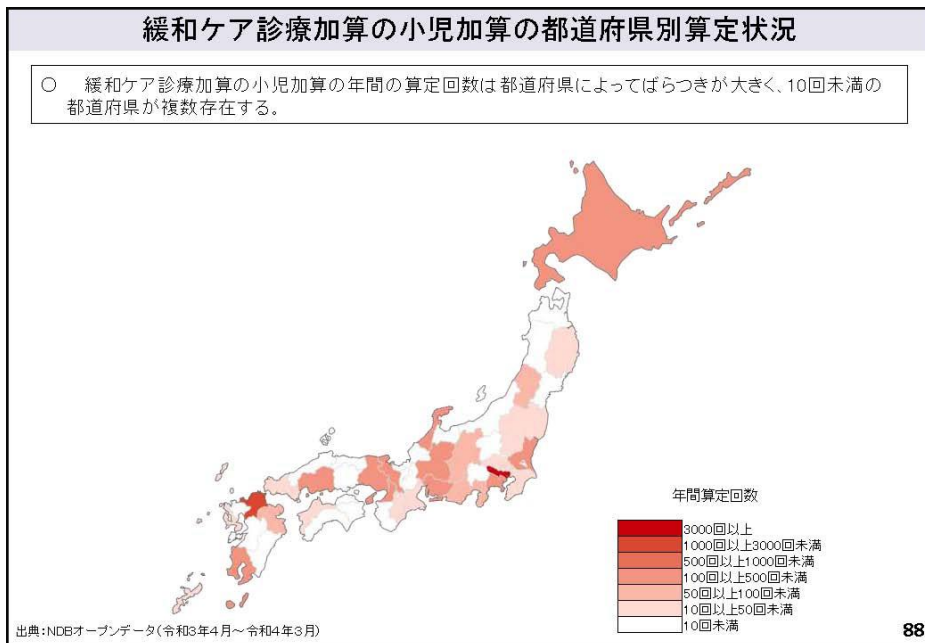 緩和ケア診療加算の小児加算の都道府県別算定状況
○　緩和ケア診療加算の小児加算の年間の算定回数は都道府県によってばらつきが大きく、10回未満の
都道府県が複数存在する。
年間算定回数
3000回以上
1000回以上3000回未満
500回以上1000回未満
100回以上500回未満
50回以上100回未満
10回以上50回未満
10回未満
出典：NDBオープンデータ（令和3年4月～令和4年3月）
88